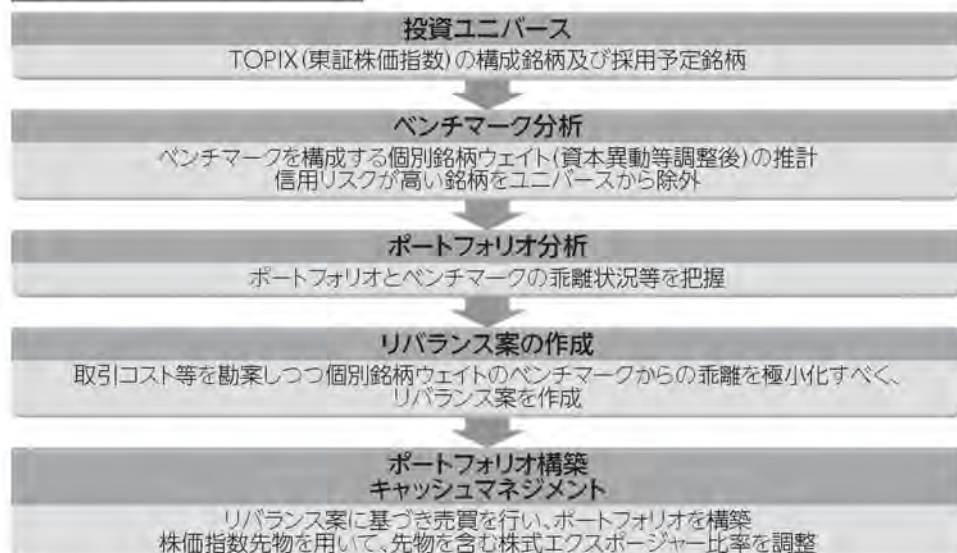 投資ユニバース
TOPIX(東証株価指数)の構成銘柄及び採用予定銘柄
ベンチマーク分析
ベンチマークを構成する個別銘柄ウェイト(資本異動等調整後)の推計
信用リスクが高い銘柄をユニバースから除外
ポートフォリオ分析
ポートフォリオとベンチマークの乖離状況等を把握
リバランス案の作成
取引コスト等を勘案しつつ個別銘柄ウェイトのベンチマークからの乖離を極小化すべく、
リバランス案を作成
ポートフォリオ構築
キャッシュマネジメント
リバランス案に基づき売買を行い、ポートフォリオを構築
株価指数先物を用いて、先物を含む株式エクスポージャー比率を調整